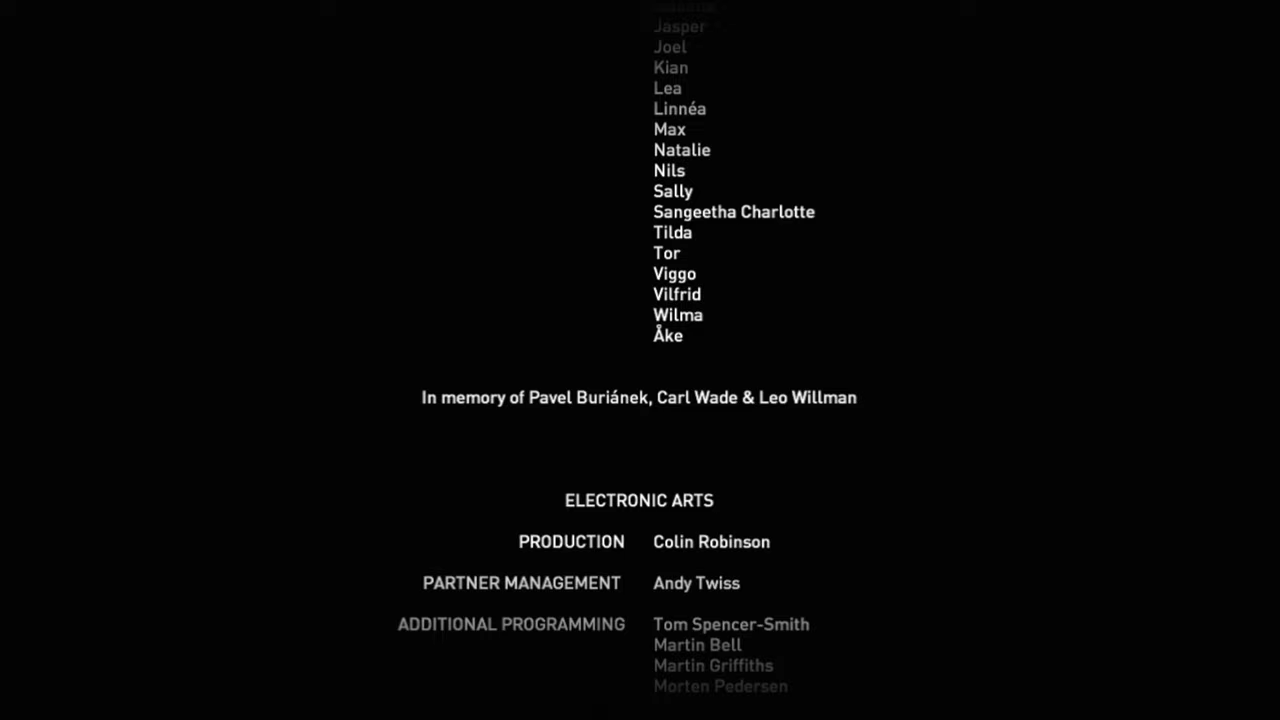 Jasper
Joel
Kian
Lea
Linnéa
Max
Natalie
Nils
Sally
Sangeetha Charlotte
Tilda
Tor
Viggo
Vilfrid
Wilma
Åke
In memory of Pavel Buriánek, Carl Wade & Leo Willman
ELECTRONIC ARTS
PRODUCTION Colin Robinson
PARTNER MANAGEMENT Andy Twiss
ADDITIONAL PROGRAMMING Tom Spencer-Smith
Martin Bell
Martin Griffiths
Morten Pedersen